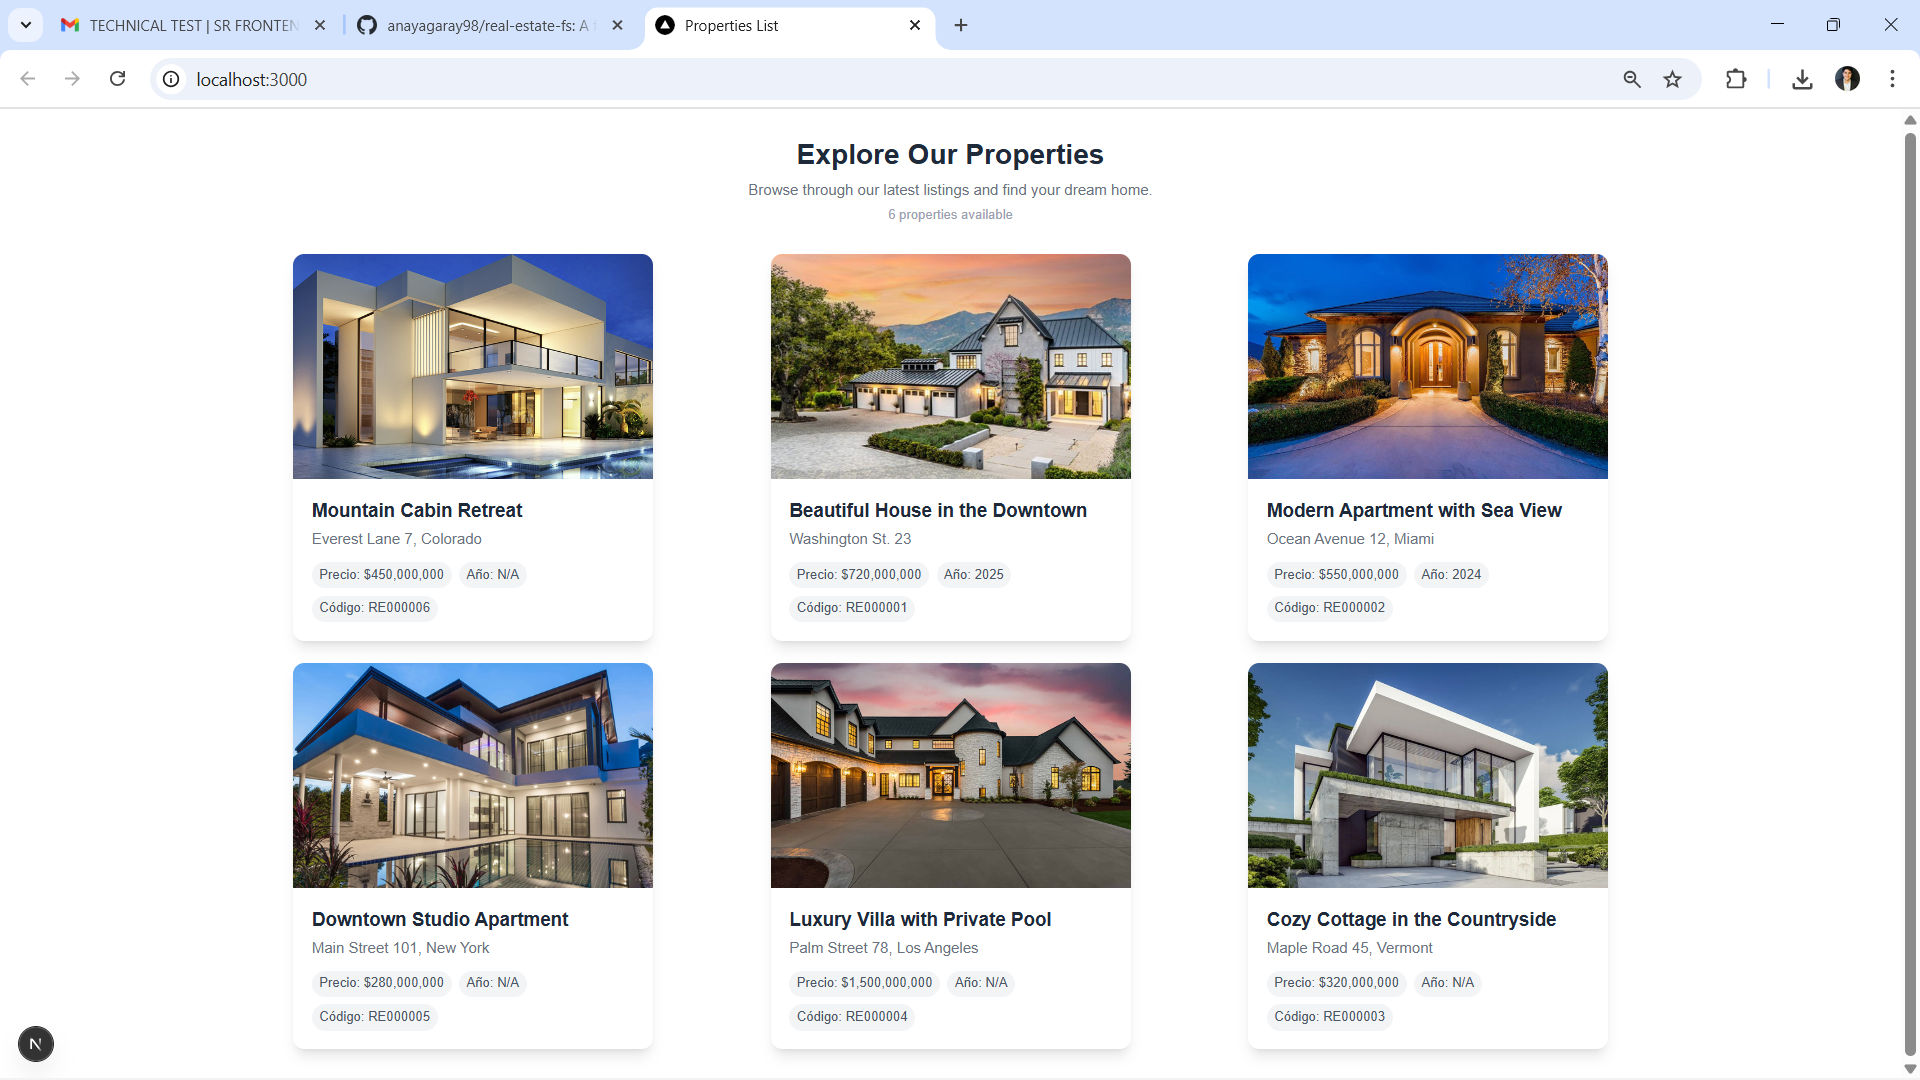 TECHNICAL TEST | SR FRONTEN
anayagaray98/real-estate-fs: A f
Properties List
localhost:3000
Explore Our Properties
Browse through our latest listings and find your dream home.
6 properties available
Mountain Cabin Retreat
Everest Lane 7, Colorado
Precio: $450,000,000 Año: N/A
Código: RE000006
Beautiful House in the Downtown
Washington St. 23
Precio: $720,000,000 Año: 2025
Código: RE000001
Modern Apartment with Sea View
Ocean Avenue 12, Miami
Precio: $550,000,000 Año: 2024
Código: RE000002
Downtown Studio Apartment
Main Street 101, New York
Precio: $280,000,000 Año: N/A
Código: RE000005
Luxury Villa with Private Pool
Palm Street 78, Los Angeles
Precio: $1,500,000,000 Año: N/A
Código: RE000004
Cozy Cottage in the Countryside
Maple Road 45, Vermont
Precio: $320,000,000 Año: N/A
Código: RE000003
N